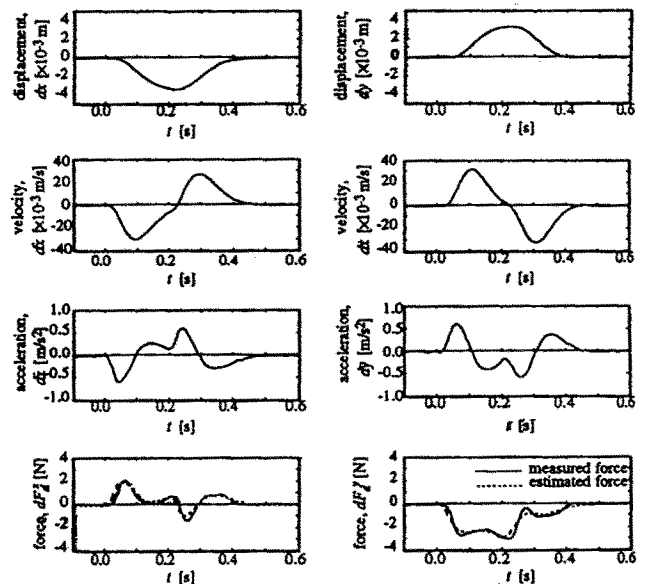 displacement,
dx [×10-3 m]
4
2
0
-2
-4
0.0 0.2 0.4 0.6
t [s]
displacement,
dy [×10-3 m]
4
2
0
-2
-4
0.0 0.2 0.4 0.6
t [s]
velocity,
[×10-3 m/s]
40
20
0
-20
-40
0.0 0.2 0.4 0.6
t [s]
velocity,
[×10-3 m/s]
40
20
0
-20
-40
0.0 0.2 0.4 0.6
t [s]
acceleration,
[m/s2]
1.0
0.5
0.0
-0.5
-1.0
0.0 0.2 0.4 0.6
t [s]
acceleration,
[m/s2]
1.0
0.5
0.0
-0.5
-1.0
0.0 0.2 0.4 0.6
t [s]
force, [N]
4
2
0
-2
-4
0.0 0.2 0.4 0.6
t [s]
force, [N]
4
2
0
-2
-4
measured force
estimated force
0.0 0.2 0.4 0.6
t [s]